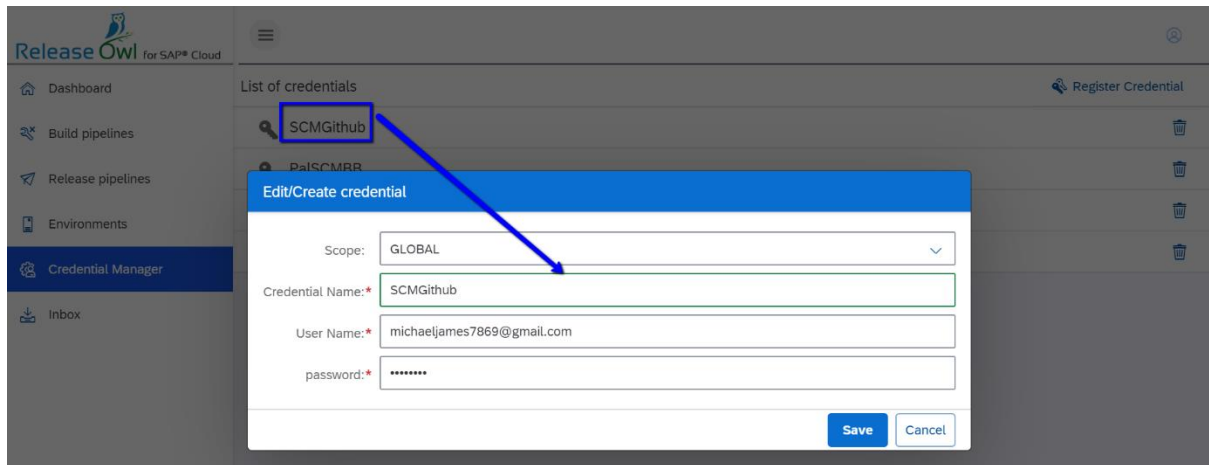 Release Owl for SAP® Cloud
Dashboard
Build pipelines
Release pipelines
Environments
Credential Manager
Inbox
List of credentials
Register Credential
SCMGithub
PalSCMBB
Edit/Create credential
Scope: GLOBAL
Credential Name:* SCMGithub
User Name:* michaeljames7869@gmail.com
password:* ••••••••
Save Cancel